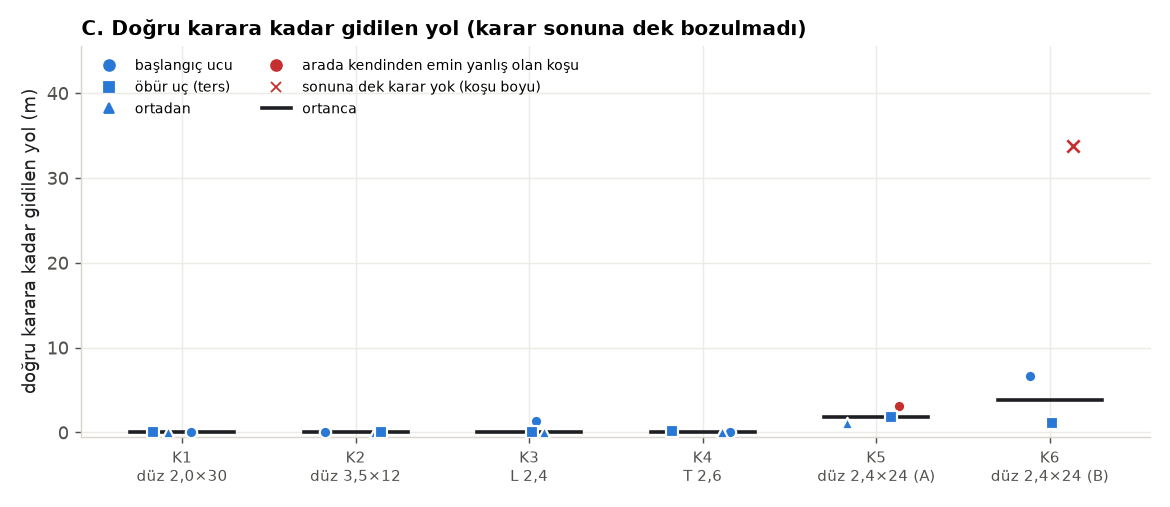 C. Doğru karara kadar gidilen yol (karar sonuna dek bozulmadı)
başlangıç ucu
öbür uç (ters)
ortadan
arada kendinden emin yanlış olan koşu
sonuna dek karar yok (koşu boyu)
ortanca
doğru karara kadar gidilen yol (m)
40
30
20
10
0
K1
düz 2,0×30
K2
düz 3,5×12
K3
L 2,4
K4
T 2,6
K5
düz 2,4×24 (A)
K6
düz 2,4×24 (B)